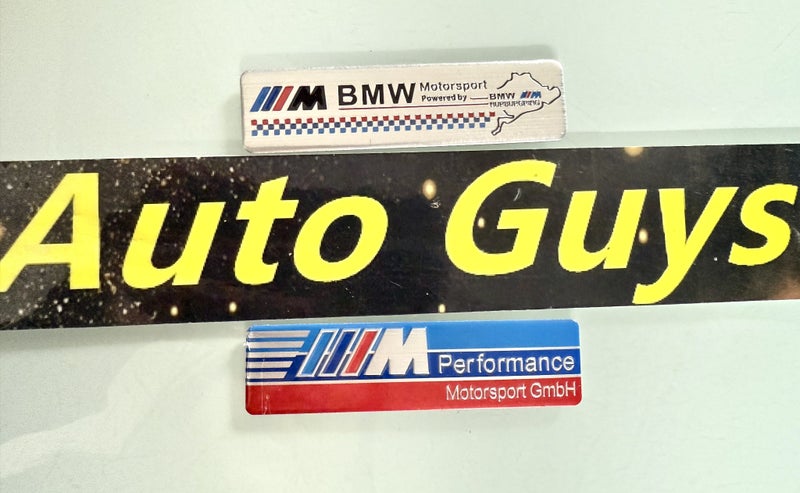 M BMW Motorsport
Powered by BMW M
Auto Guys
M Performance
Motorsport GmbH